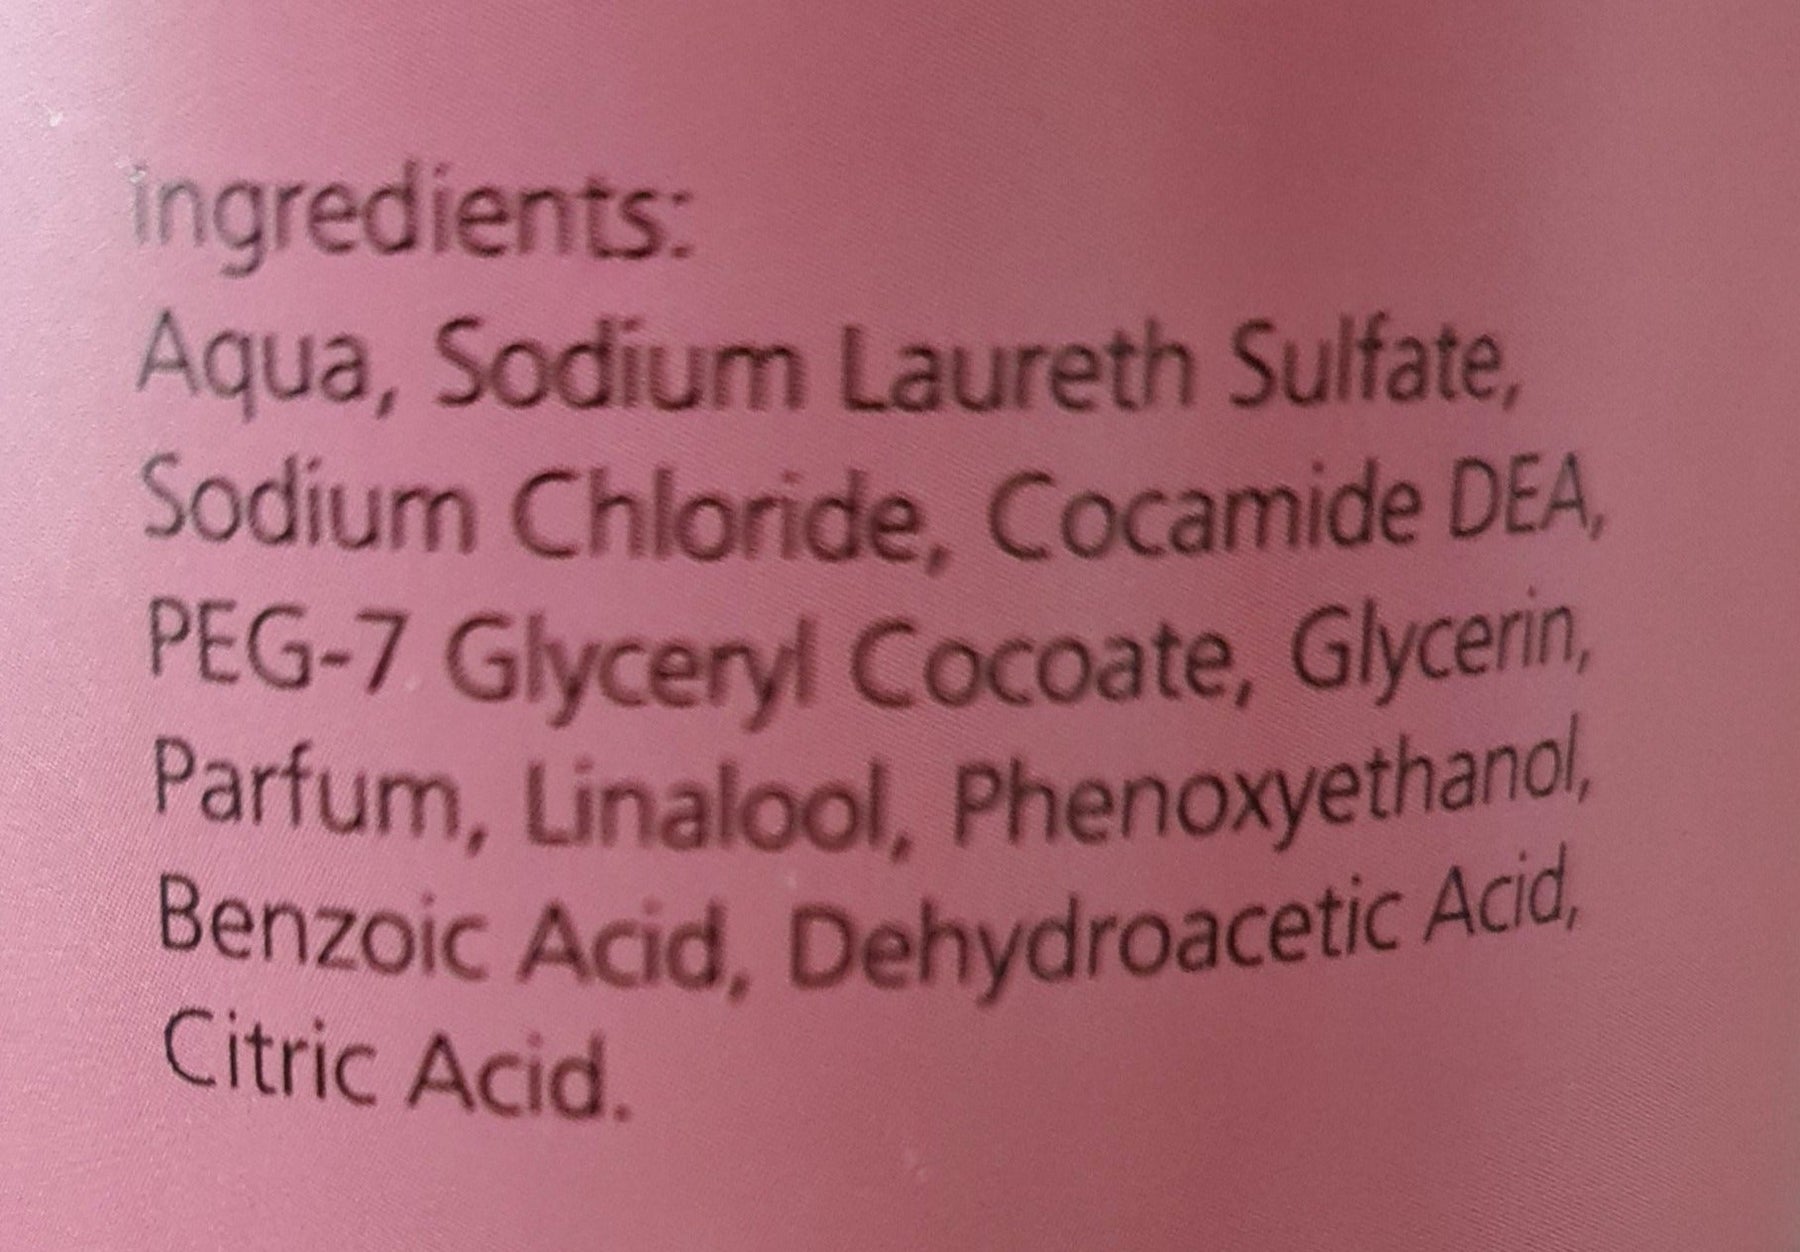 ingredients:
Aqua, Sodium Laureth Sulfate,
Sodium Chloride, Cocamide DEA,
PEG-7 Glyceryl Cocoate, Glycerin,
Parfum, Linalool, Phenoxyethanol,
Benzoic Acid, Dehydroacetic Acid,
Citric Acid.